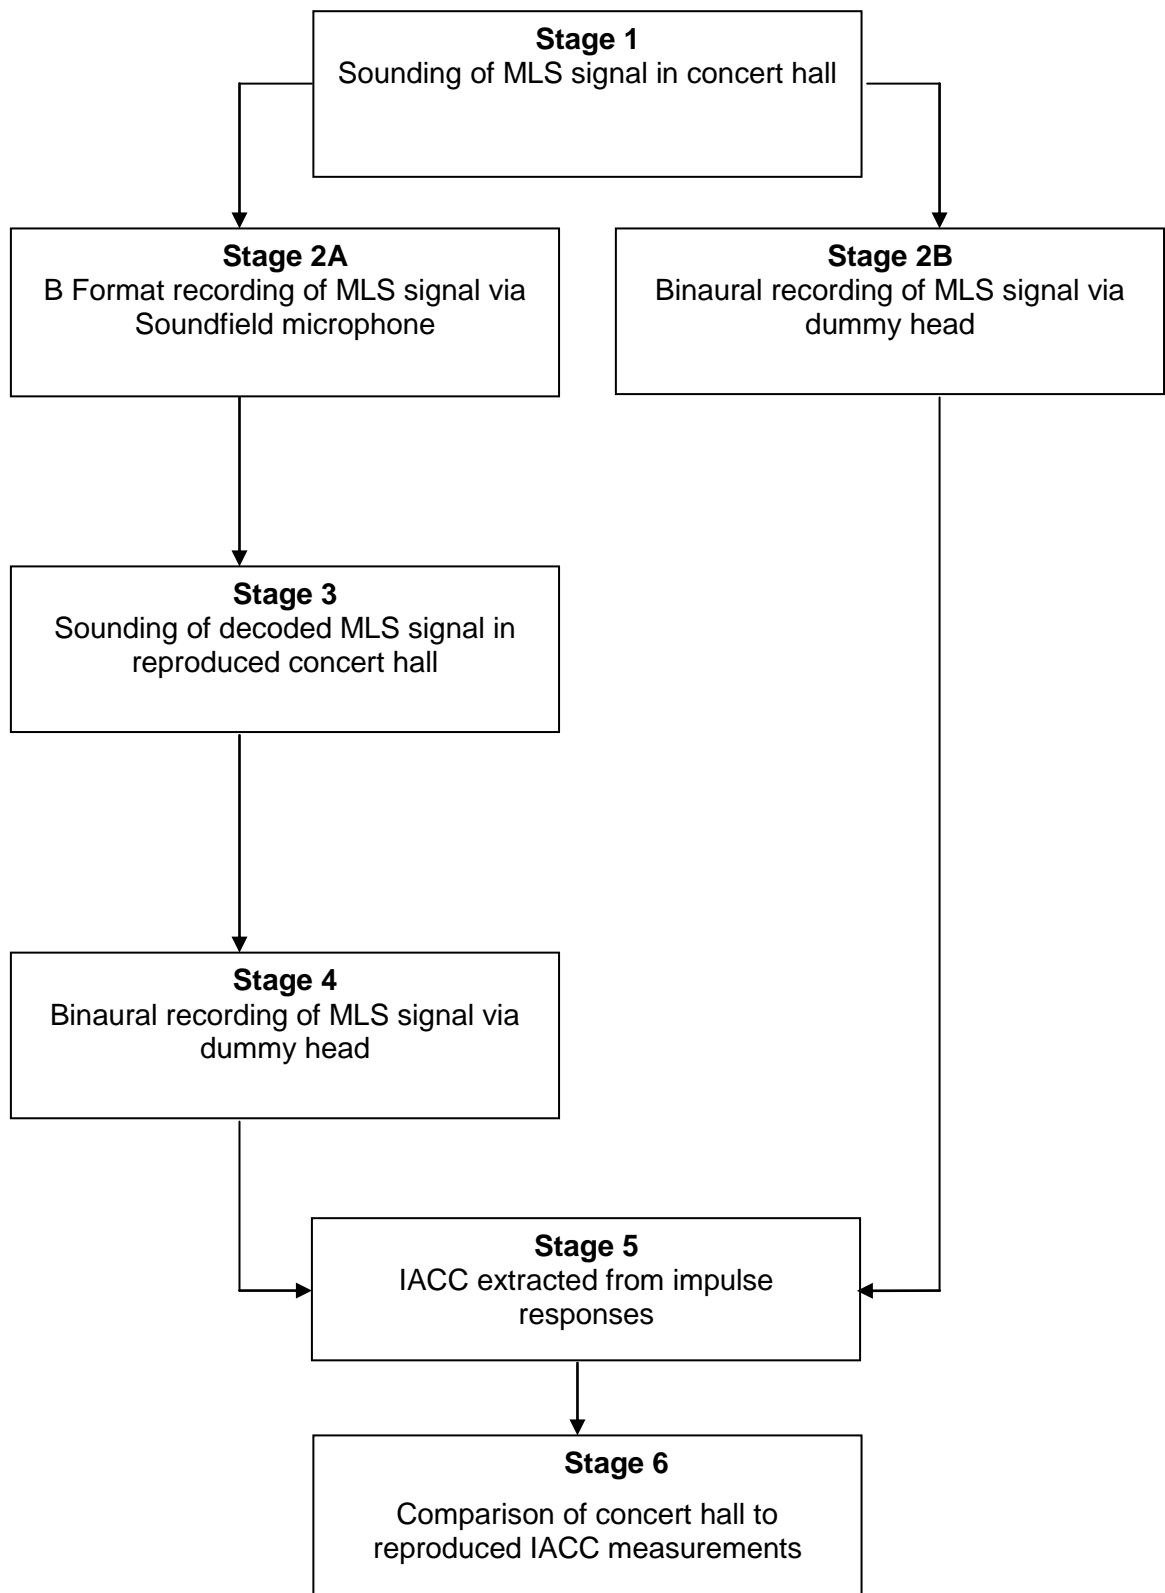 Stage 1
Sounding of MLS signal in concert hall
Stage 2A
B Format recording of MLS signal via
Soundfield microphone
Stage 2B
Binaural recording of MLS signal via
dummy head
Stage 3
Sounding of decoded MLS signal in
reproduced concert hall
Stage 4
Binaural recording of MLS signal via
dummy head
Stage 5
IACC extracted from impulse
responses
Stage 6
Comparison of concert hall to
reproduced IACC measurements